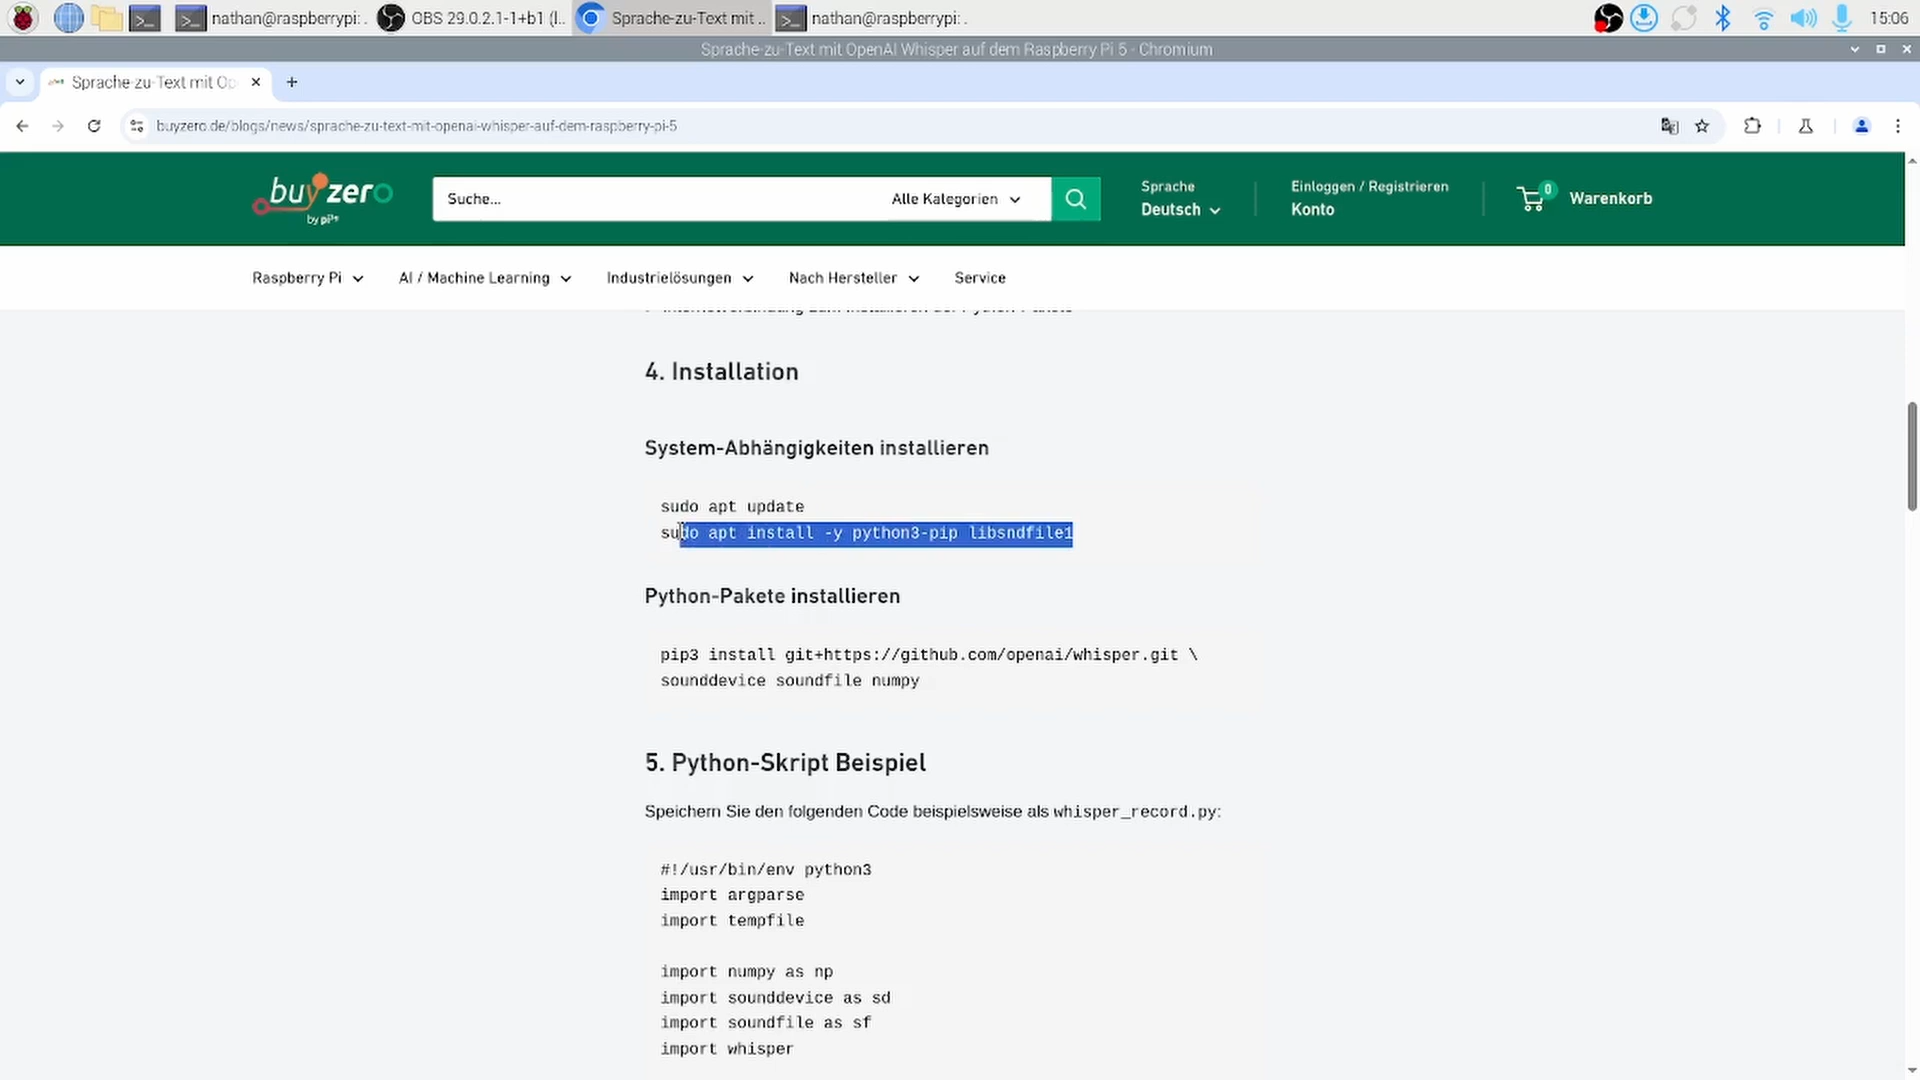 nathan@raspberrypi: .
OBS 29.0.2.1-1+b1 (l..
Sprache-zu-Text mit ..
nathan@raspberrypi: .
15:06
Sprache-zu-Text mit OpenAI Whisper auf dem Raspberry Pi 5 - Chromium
Sprache-zu-Text mit Op
buyzero.de/blogs/news/sprache-zu-text-mit-openai-whisper-auf-dem-raspberry-pi-5
buyzero
by pi3g
Suche...
Alle Kategorien
Sprache
Deutsch
Einloggen / Registrieren
Konto
0
Warenkorb
Raspberry Pi
AI / Machine Learning
Industrielösungen
Nach Hersteller
Service
4. Installation
System-Abhängigkeiten installieren
sudo apt update
sudo apt install -y python3-pip libsndfile1
Python-Pakete installieren
pip3 install git+https://github.com/openai/whisper.git \
sounddevice soundfile numpy
5. Python-Skript Beispiel
Speichern Sie den folgenden Code beispielsweise als whisper_record.py:
#!/usr/bin/env python3
import argparse
import tempfile
import numpy as np
import sounddevice as sd
import soundfile as sf
import whisper